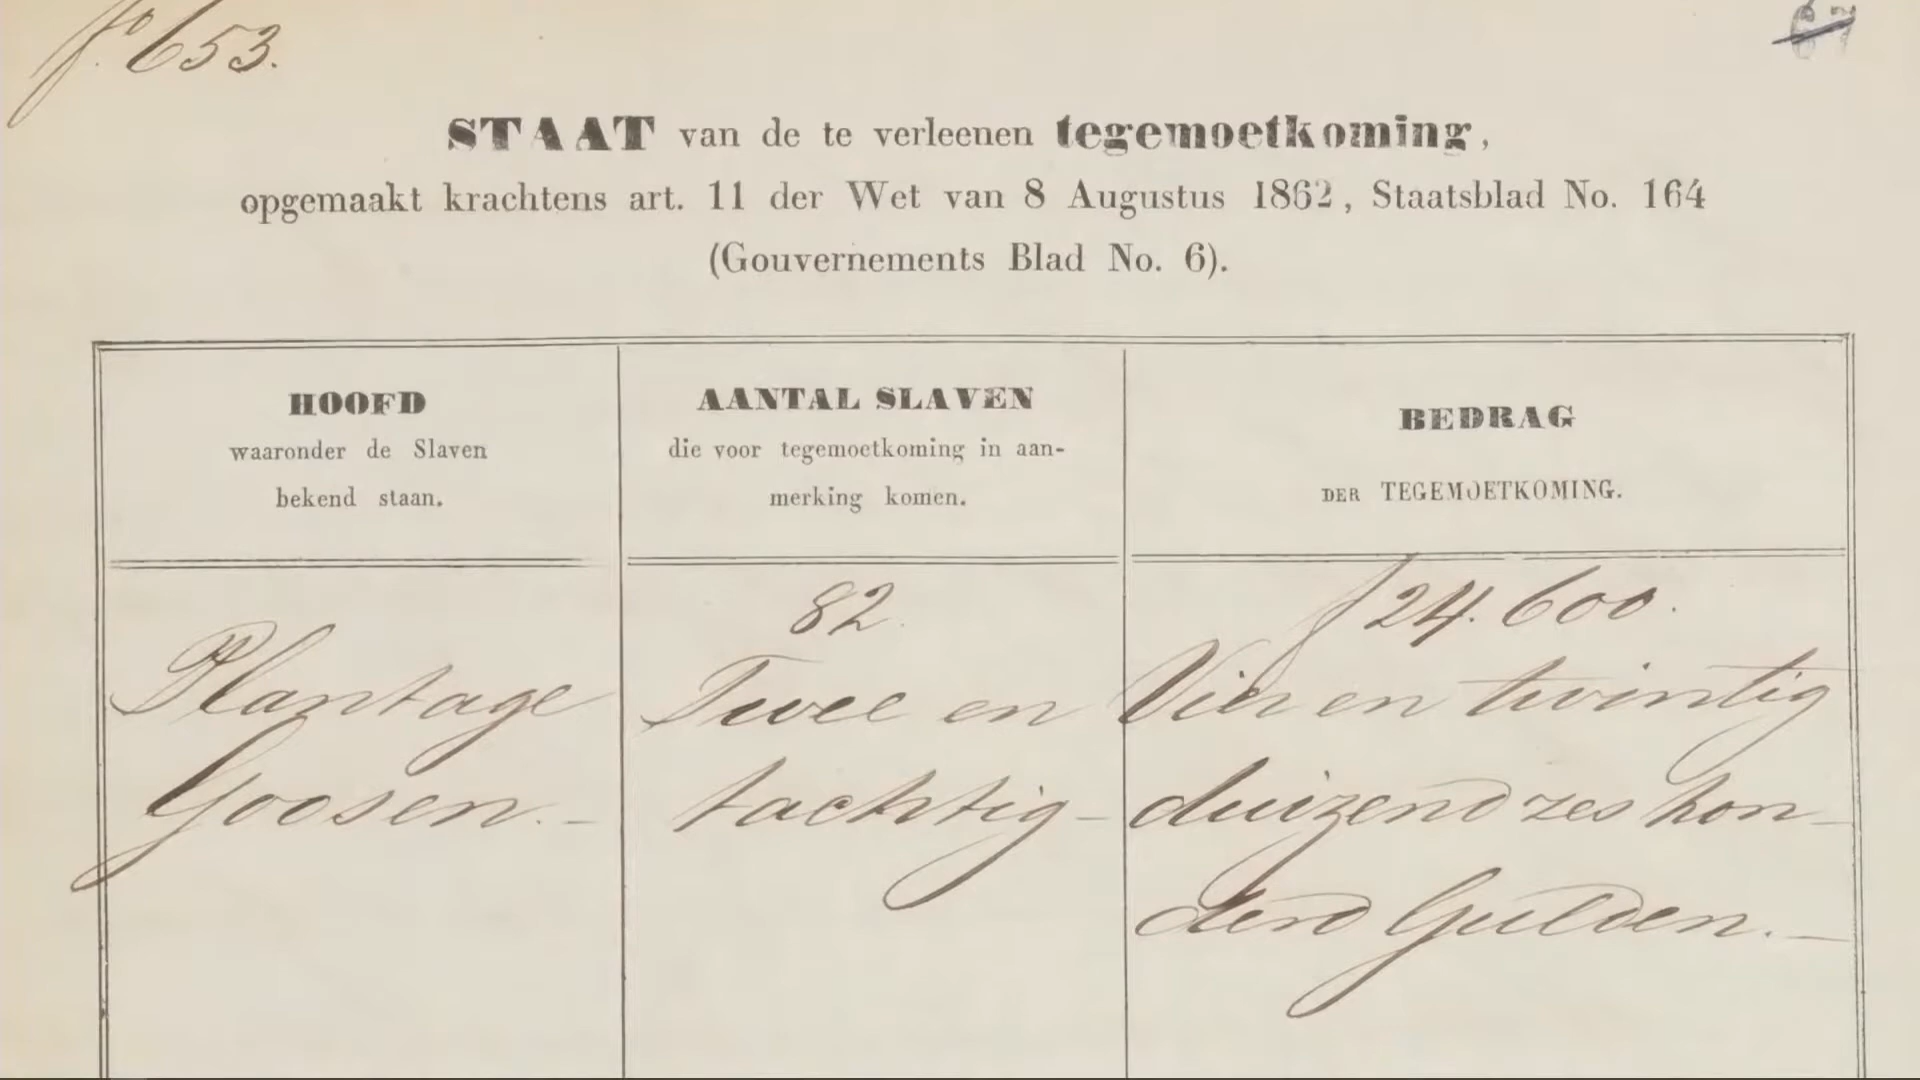 fo 653.
67
STAAT van de te verleenen tegemoetkoming,
opgemaakt krachtens art. 11 der Wet van 8 Augustus 1862, Staatsblad No. 164
(Gouvernements Blad No. 6).
HOOFD
waaronder de Slaven
bekend staan.
AANTAL SLAVEN
die voor tegemoetkoming in aan-
merking komen.
BEDRAG
DER TEGEMOETKOMING.
Plantage
Goosen.–
82.
Twee en
tachtig–
f 24.600.
Vier en twintig
duizend zes hon-
derd Gulden.–